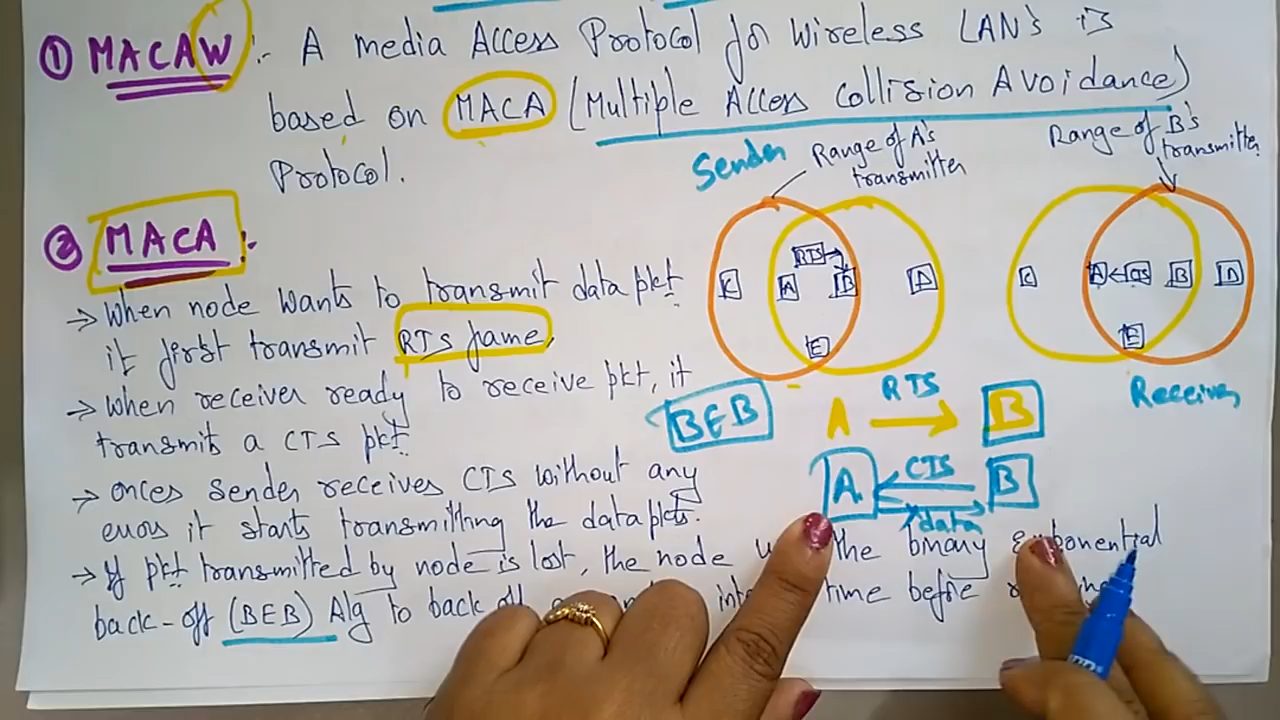 ① MACAW :- A media Access Protocol for Wireless LAN's is
based on MACA (Multiple Access Collision Avoidance)
Protocol.
Sender
Range of A's
transmitter
Range of B's
transmitter
② MACA :-
→ When node wants to transmit data pkt
it first transmit RTS frame,
→ When receiver ready to receive pkt, it
transmits a CTS pkt.
→ onces Sender receives CTS without any
errors it starts transmitting the data pkts.
→ If pkt transmitted by node is lost, the node the binary exponential
back-off (BEB) Alg to back off time before
C A RTS B D
E
C A CTS B D
E
Receiver
BEB
A RTS B
A CTS B
data